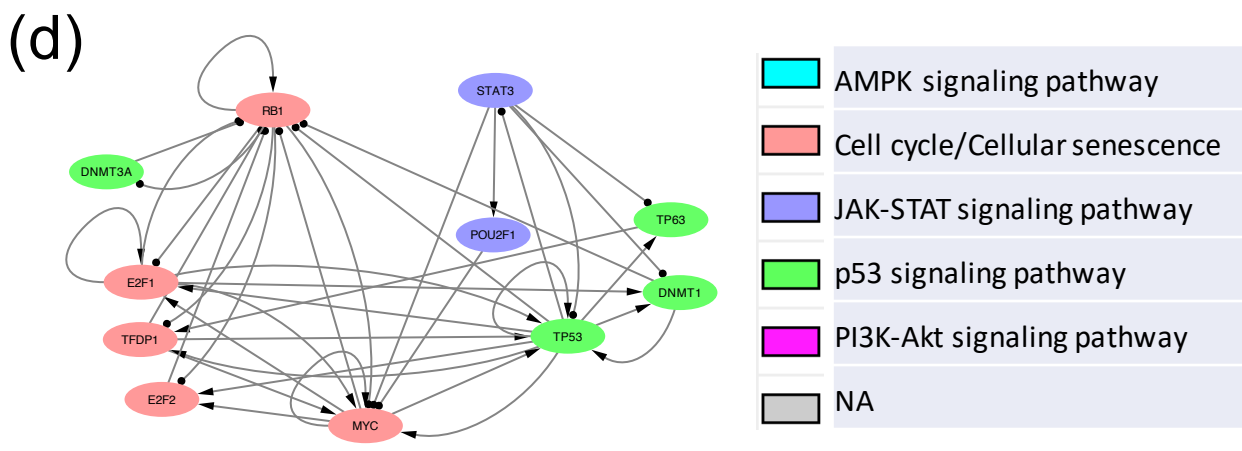 (d)
RB1
STAT3
DNMT3A
TP63
POU2F1
E2F1
DNMT1
TFDP1
TP53
E2F2
MYC
AMPK signaling pathway
Cell cycle/Cellular senescence
JAK-STAT signaling pathway
p53 signaling pathway
PI3K-Akt signaling pathway
NA